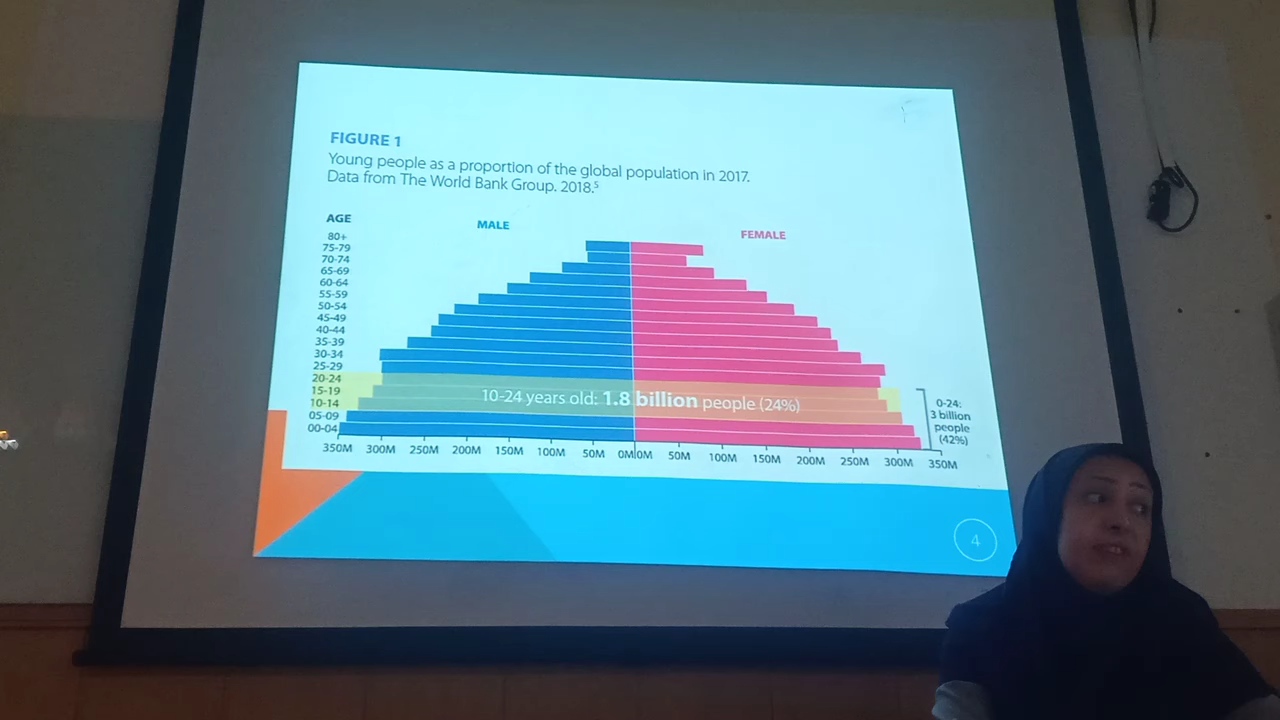 FIGURE 1
Young people as a proportion of the global population in 2017.
Data from The World Bank Group. 2018.⁵
AGE
MALE
FEMALE
80+
75-79
70-74
65-69
60-64
55-59
50-54
45-49
40-44
35-39
30-34
25-29
20-24
15-19
10-14
05-09
00-04
10-24 years old: 1.8 billion people (24%)
0-24:
3 billion
people
(42%)
350M 300M 250M 200M 150M 100M 50M 0M 0M 50M 100M 150M 200M 250M 300M 350M
4